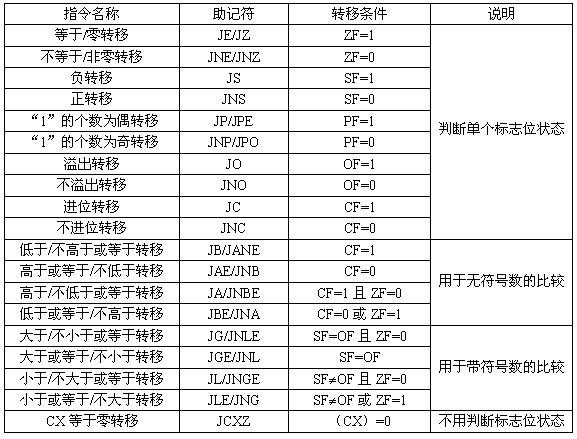 指令名称 助记符 转移条件 说明
等于/零转移 JE/JZ ZF=1
不等于/非零转移 JNE/JNZ ZF=0
负转移 JS SF=1
正转移 JNS SF=0
“1”的个数为偶转移 JP/JPE PF=1
“1”的个数为奇转移 JNP/JPO PF=0
判断单个标志位状态
溢出转移 JO OF=1
不溢出转移 JNO OF=0
进位转移 JC CF=1
不进位转移 JNC CF=0
低于/不高于或等于转移 JB/JANE CF=1
高于或等于/不低于转移 JAE/JNB CF=0
用于无符号数的比较
高于/不低于或等于转移 JA/JNBE CF=1 且 ZF=0
低于或等于/不高于转移 JBE/JNA CF=0 或 ZF=1
大于/不小于或等于转移 JG/JNLE SF=OF 且 ZF=0
大于或等于/不小于转移 JGE/JNL SF=OF
用于带符号数的比较
小于/不大于或等于转移 JL/JNGE SF≠OF 且 ZF=0
小于或等于/不大于转移 JLE/JNG SF≠OF 或 ZF=1
CX 等于零转移 JCXZ （CX）=0 不用判断标志位状态